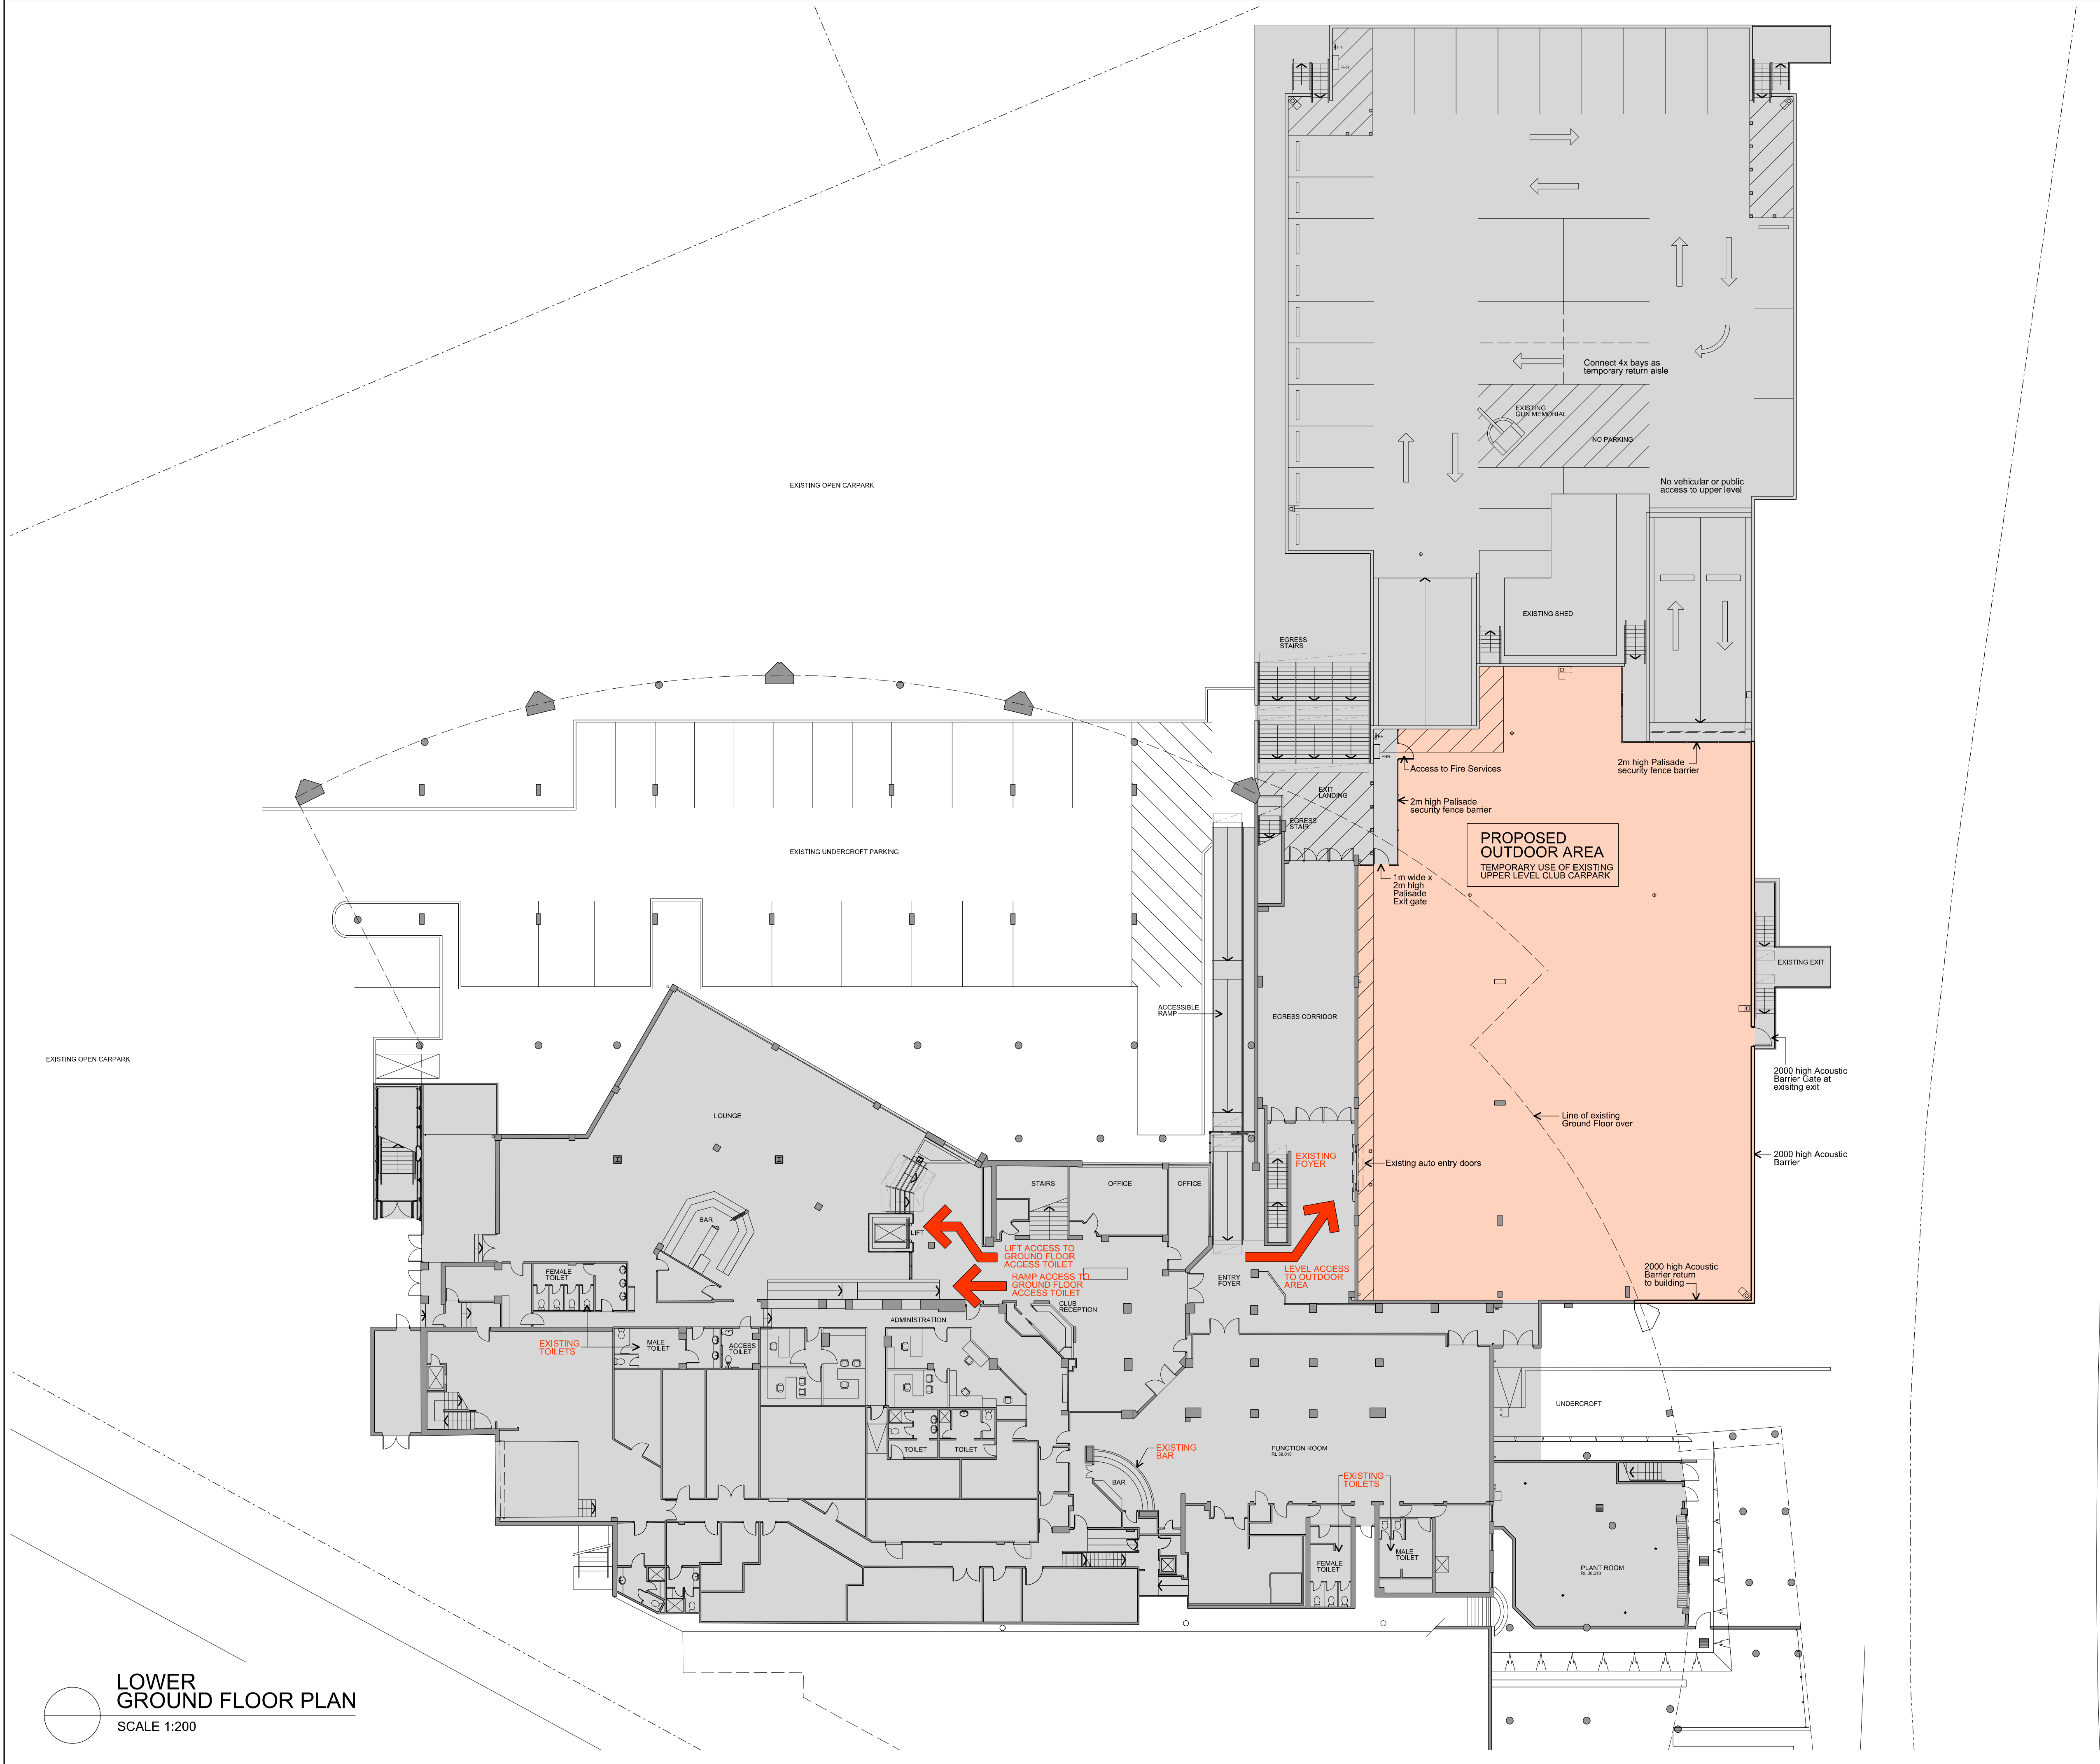 FHR
Connect 4x bays as
temporary return aisle
EXISTING
GUN MEMORIAL
NO PARKING
No vehicular or public
access to upper level
EXISTING OPEN CARPARK
EXISTING SHED
EGRESS
STAIRS
FHR
Access to Fire Services
2m high Palisade
security fence barrier
2m high Palisade
security fence barrier
EXIT
LANDING
EGRESS
STAIR
PROPOSED
OUTDOOR AREA
TEMPORARY USE OF EXISTING
UPPER LEVEL CLUB CARPARK
EXISTING UNDERCROFT PARKING
1m wide x
2m high
Palisade
Exit gate
EXISTING EXIT
ACCESSIBLE
RAMP
EGRESS CORRIDOR
EXISTING OPEN CARPARK
2000 high Acoustic
Barrier Gate at
exisitng exit
LOUNGE
Line of existing
Ground Floor over
2000 high Acoustic
Barrier
EXISTING
FOYER
Existing auto entry doors
STAIRS
OFFICE
OFFICE
BAR
LIFT
LIFT ACCESS TO
GROUND FLOOR
ACCESS TOILET
RAMP ACCESS TO
GROUND FLOOR
ACCESS TOILET
ENTRY
FOYER
LEVEL ACCESS
TO OUTDOOR
AREA
2000 high Acoustic
Barrier return
to building
FEMALE
TOILET
CLUB
RECEPTION
ADMINISTRATION
EXISTING
TOILETS
MALE
TOILET
ACCESS
TOILET
UNDERCROFT
TOILET
TOILET
EXISTING
BAR
BAR
FUNCTION ROOM
EXISTING
TOILETS
FEMALE
TOILET
MALE
TOILET
PLANT ROOM
LOWER
GROUND FLOOR PLAN
SCALE 1:200